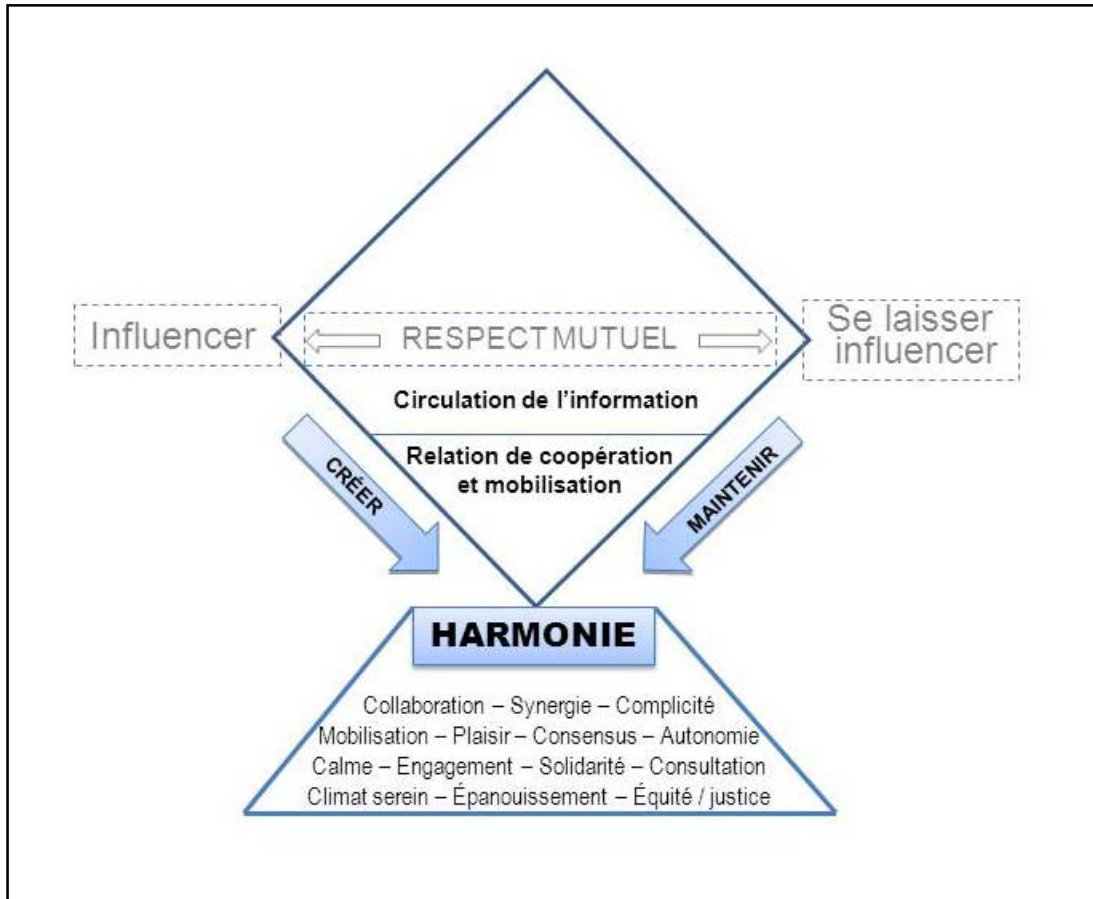 Influencer
RESPECT MUTUEL
Se laisser
influencer
Circulation de l’information
Relation de coopération
et mobilisation
CRÉER
MAINTENIR
HARMONIE
Collaboration – Synergie – Complicité
Mobilisation – Plaisir – Consensus – Autonomie
Calme – Engagement – Solidarité – Consultation
Climat serein – Épanouissement – Équité / justice